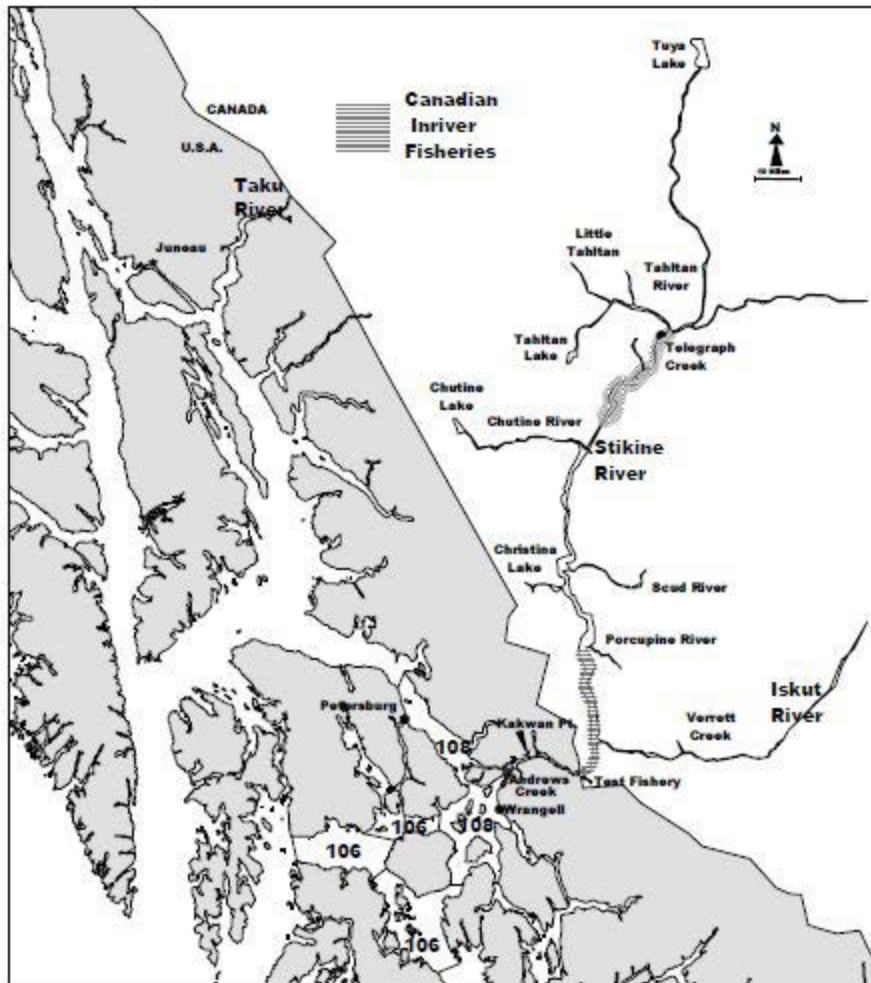 Tuya
Lake
CANADA
Canadian
Inriver
Fisheries
U.S.A.
N
Taku
River
Juneau
Little
Tahltan
Tahltan
River
Tahltan
Lake
Telegraph
Creek
Chutine
Lake
Chutine River
Stikine
River
Christina
Lake
Scud River
Porcupine River
Petersburg
Kakwan Pt.
Iskut
River
Verrett
Creek
108
Andrews
Creek
Test Fishery
Wrangell
106
108
106
106